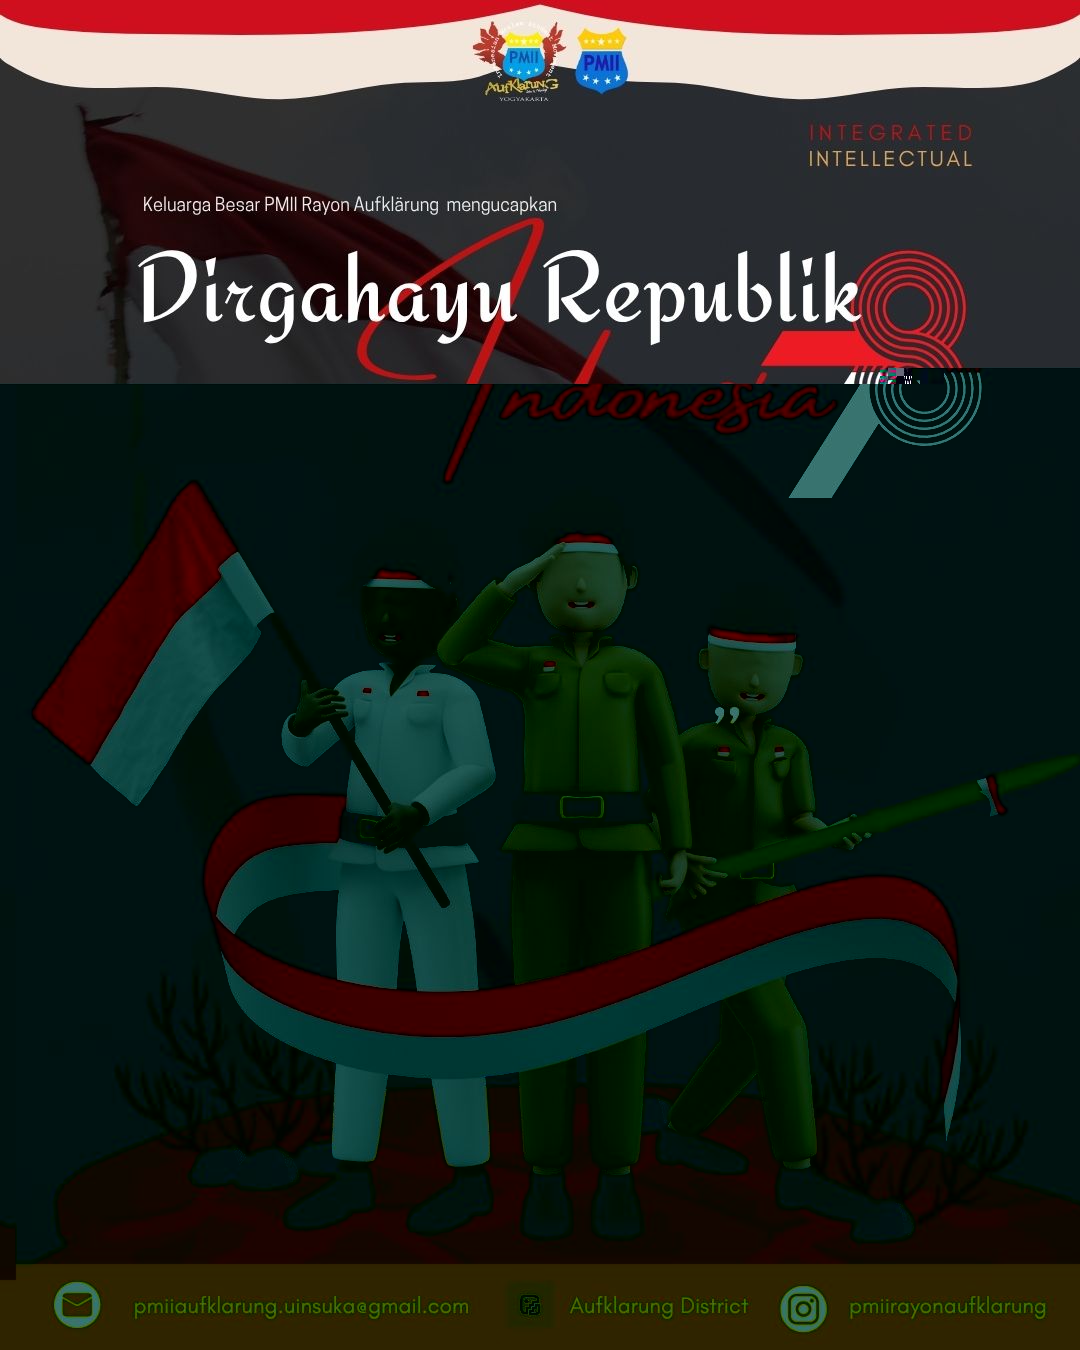 PMII
Aufklarung
YOGYAKARTA
PMII
INTEGRATED
INTELLECTUAL
Keluarga Besar PMII Rayon Aufklärung mengucapkan
Dirgahayu Republik
Indonesia
78
”
pmiiaufklarung.uinsuka@gmail.com
Aufklarung District
pmiirayonaufklarung